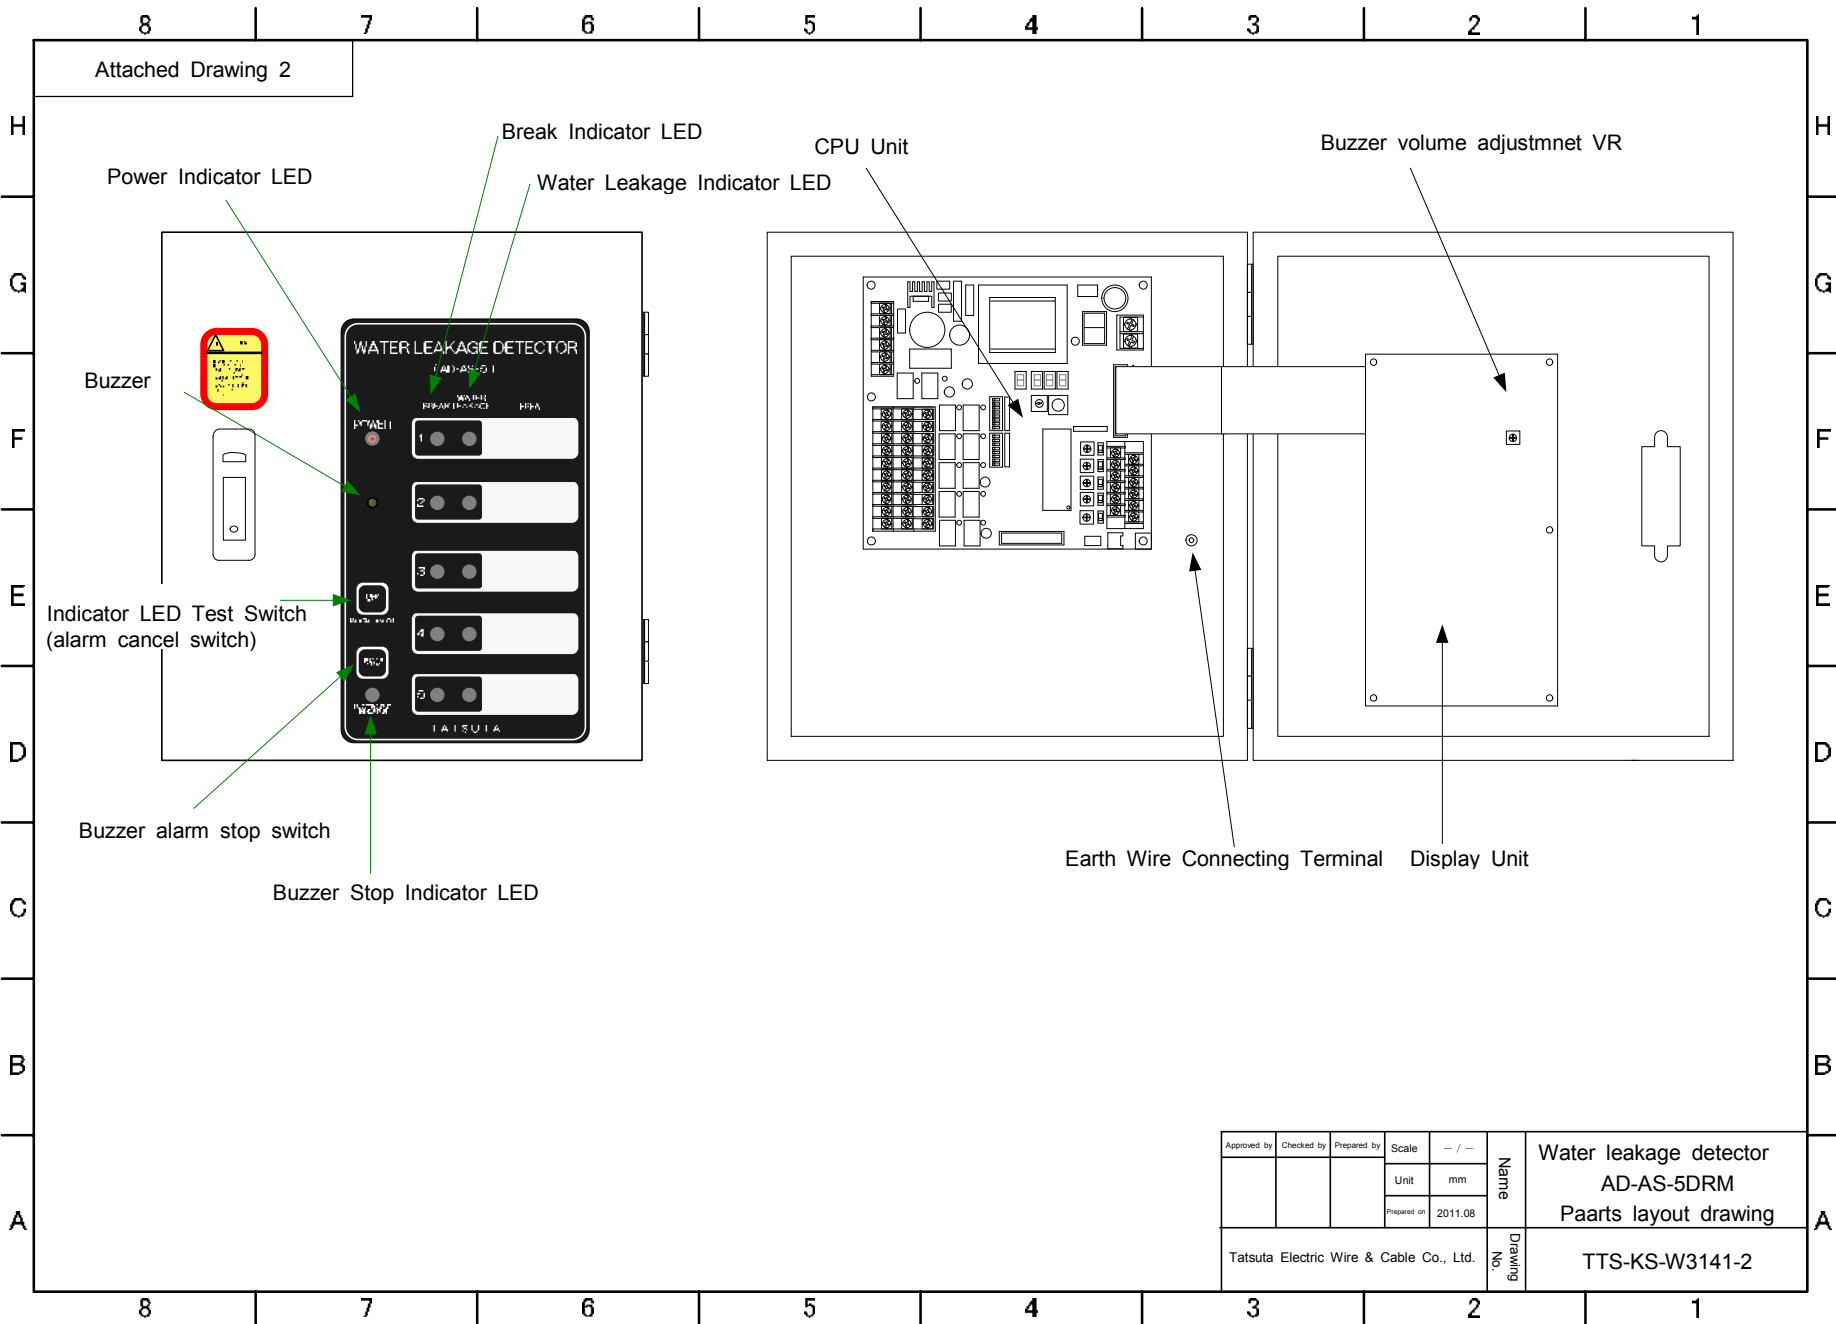 8 7 6 5 4 3 2 1
Attached Drawing 2
H H
Break Indicator LED
CPU Unit
Buzzer volume adjustmnet VR
Power Indicator LED
Water Leakage Indicator LED
G G
WATER LEAKAGE DETECTOR
Buzzer
WATER
BREAK LEAKAGE
POWER
F F
1
2
3
4
5
E E
Indicator LED Test Switch
(alarm cancel switch)
TATSUTA
D D
Buzzer alarm stop switch
Earth Wire Connecting Terminal
Display Unit
Buzzer Stop Indicator LED
C C
B B
A A
Approved by Checked by Prepared by
Scale — / —
Unit mm
Prepared on 2011.08
Name
Water leakage detector
AD-AS-5DRM
Paarts layout drawing
Tatsuta Electric Wire & Cable Co., Ltd.
Drawing
No.
TTS-KS-W3141-2
8 7 6 5 4 3 2 1